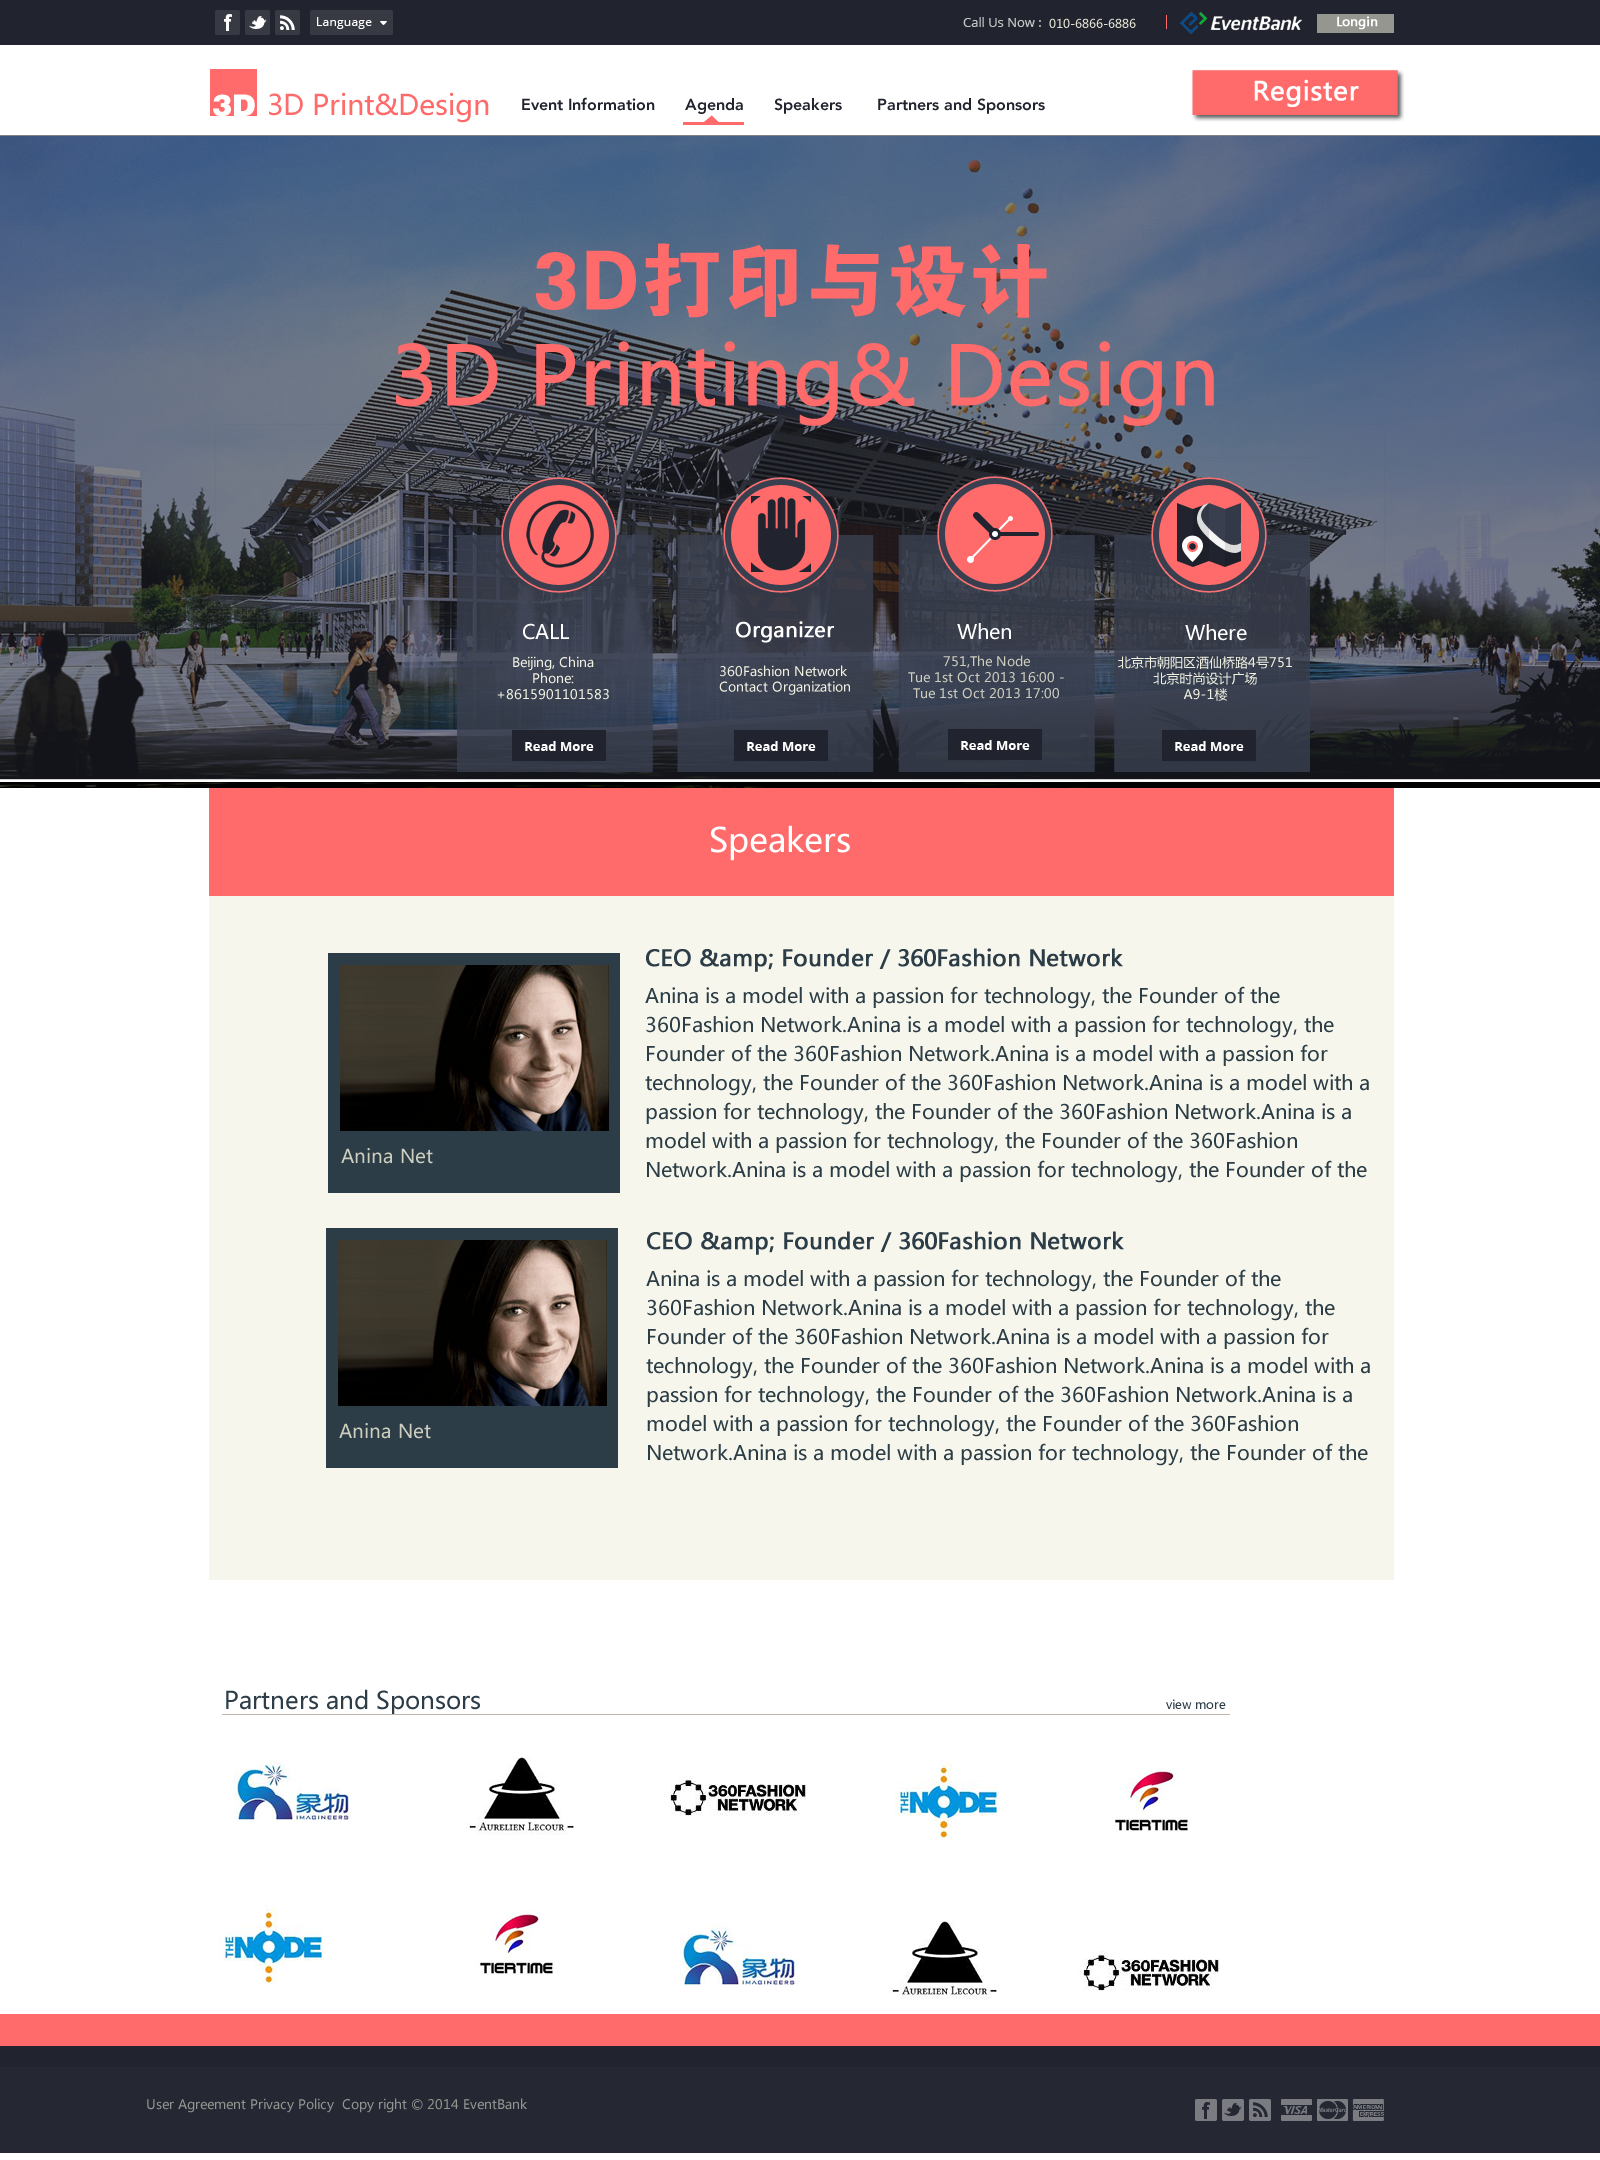 Language
Call Us Now : 010-6866-6886
EventBank
Longin
3D 3D Print&Design
Event Information
Agenda
Speakers
Partners and Sponsors
Register
3D打印与设计
3D Printing& Design
CALL
Beijing, China
Phone:
+8615901101583
Read More
Organizer
360Fashion Network
Contact Organization
Read More
When
751,The Node
Tue 1st Oct 2013 16:00 -
Tue 1st Oct 2013 17:00
Read More
Where
北京市朝阳区酒仙桥路4号751
北京时尚设计广场
A9-1楼
Read More
Speakers
Anina Net
CEO &amp; Founder / 360Fashion Network
Anina is a model with a passion for technology, the Founder of the
360Fashion Network.Anina is a model with a passion for technology, the
Founder of the 360Fashion Network.Anina is a model with a passion for
technology, the Founder of the 360Fashion Network.Anina is a model with a
passion for technology, the Founder of the 360Fashion Network.Anina is a
model with a passion for technology, the Founder of the 360Fashion
Network.Anina is a model with a passion for technology, the Founder of the
Anina Net
CEO &amp; Founder / 360Fashion Network
Anina is a model with a passion for technology, the Founder of the
360Fashion Network.Anina is a model with a passion for technology, the
Founder of the 360Fashion Network.Anina is a model with a passion for
technology, the Founder of the 360Fashion Network.Anina is a model with a
passion for technology, the Founder of the 360Fashion Network.Anina is a
model with a passion for technology, the Founder of the 360Fashion
Network.Anina is a model with a passion for technology, the Founder of the
Partners and Sponsors
view more
象物
IMAGINEERS
- AURELIEN LECOUR -
360FASHION
NETWORK
THE NODE
TIERTIME
THE NODE
TIERTIME
象物
IMAGINEERS
- AURELIEN LECOUR -
360FASHION
NETWORK
User Agreement Privacy Policy Copy right © 2014 EventBank
VISA
MasterCard
AMERICAN
EXPRESS